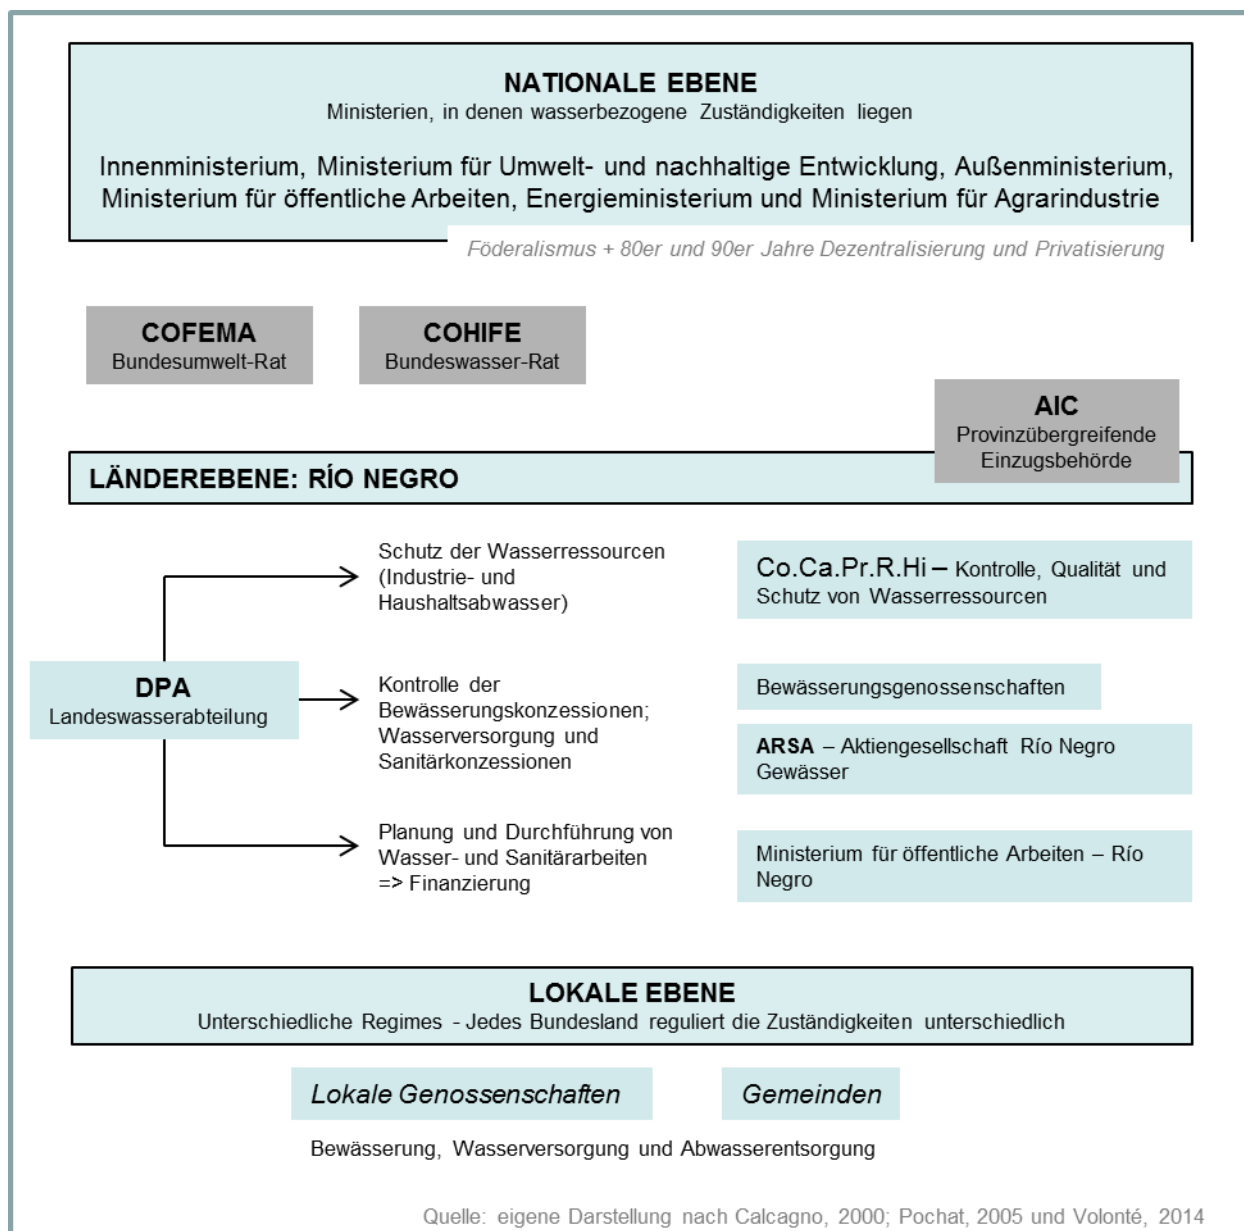 NATIONALE EBENE
Ministerien, in denen wasserbezogene Zuständigkeiten liegen
Innenministerium, Ministerium für Umwelt- und nachhaltige Entwicklung, Außenministerium,
Ministerium für öffentliche Arbeiten, Energieministerium und Ministerium für Agrarindustrie
Föderalismus + 80er und 90er Jahre Dezentralisierung und Privatisierung
COFEMA
Bundesumwelt-Rat
COHIFE
Bundeswasser-Rat
AIC
Provinzübergreifende
Einzugsbehörde
LÄNDEREBENE: RÍO NEGRO
DPA
Landeswasserabteilung
Schutz der Wasserressourcen
(Industrie- und
Haushaltsabwasser)
Co.Ca.Pr.R.Hi – Kontrolle, Qualität und
Schutz von Wasserressourcen
Kontrolle der
Bewässerungskonzessionen;
Wasserversorgung und
Sanitärkonzessionen
Bewässerungsgenossenschaften
ARSA – Aktiengesellschaft Río Negro
Gewässer
Planung und Durchführung von
Wasser- und Sanitärarbeiten
=> Finanzierung
Ministerium für öffentliche Arbeiten – Río
Negro
LOKALE EBENE
Unterschiedliche Regimes - Jedes Bundesland reguliert die Zuständigkeiten unterschiedlich
Lokale Genossenschaften
Gemeinden
Bewässerung, Wasserversorgung und Abwasserentsorgung
Quelle: eigene Darstellung nach Calcagno, 2000; Pochat, 2005 und Volonté, 2014